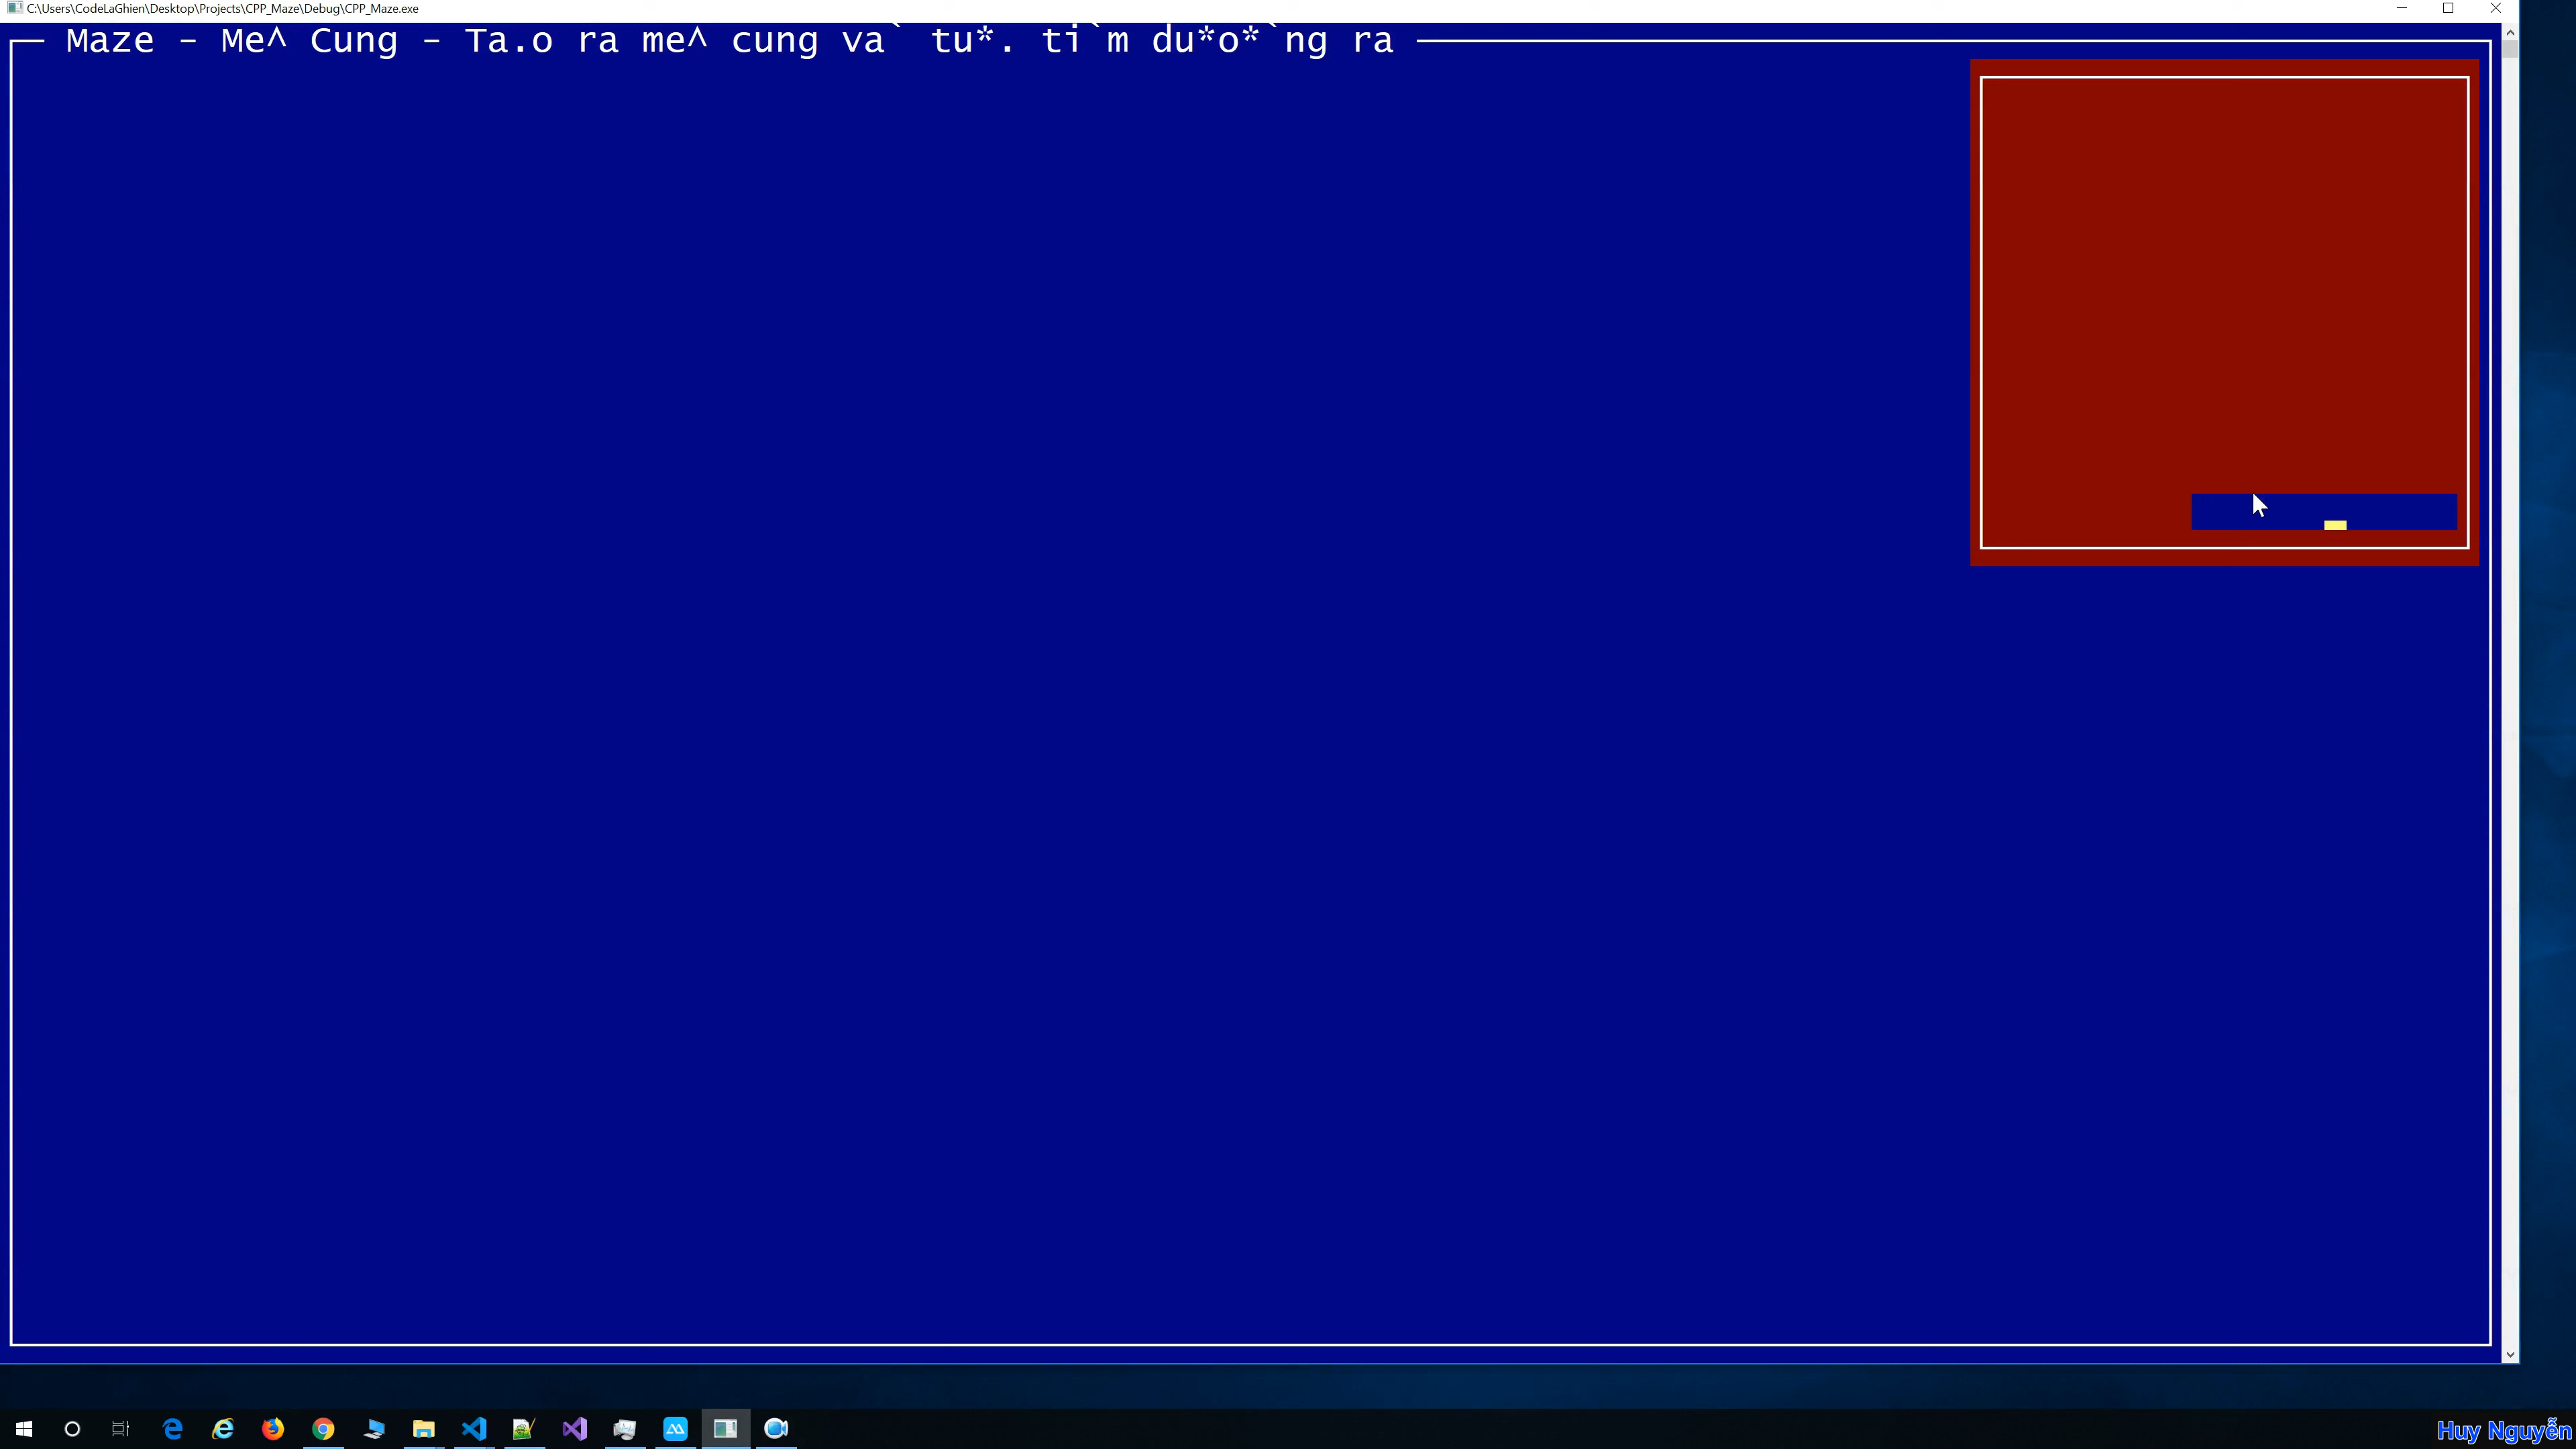 C:\Users\CodeLaGhien\Desktop\Projects\CPP_Maze\Debug\CPP_Maze.exe
Maze - Me^ Cung - Ta.o ra me^ cung va` tu*. ti`m du*o*`ng ra
Huy Nguyễn